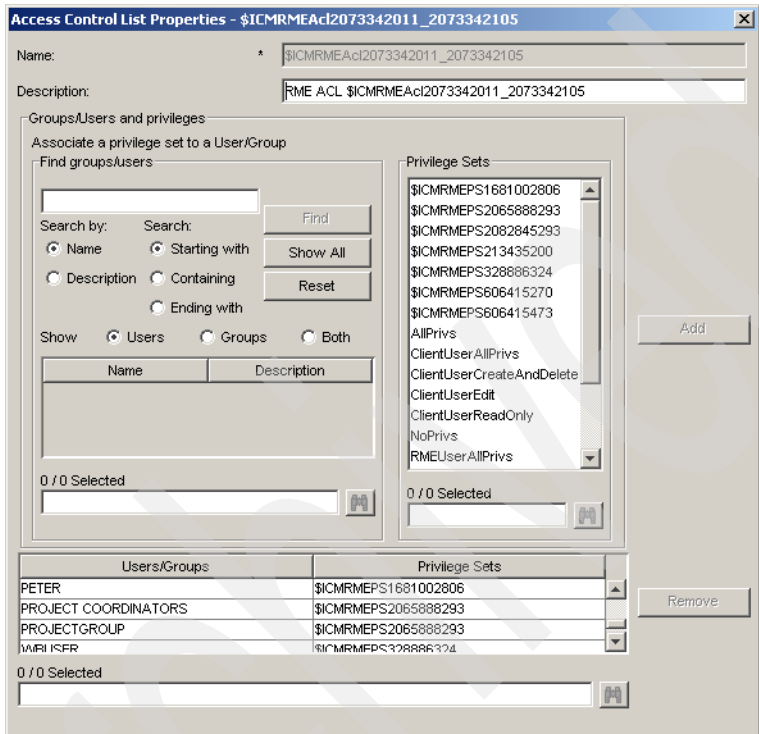 Access Control List Properties - $ICMRMEAcl2073342011_2073342105
Name: * $ICMRMEAcl2073342011_2073342105
Description: RME ACL $ICMRMEAcl2073342011_2073342105
Groups/Users and privileges
Associate a privilege set to a User/Group
Find groups/users
Search by: Search:
Name Starting with
Description Containing
Ending with
Find
Show All
Reset
Show Users Groups Both
Name Description
0 / 0 Selected
Privilege Sets
$ICMRMEPS1681002806
$ICMRMEPS2065888293
$ICMRMEPS2082845293
$ICMRMEPS213435200
$ICMRMEPS328886324
$ICMRMEPS606415270
$ICMRMEPS606415473
AllPrivs
ClientUserAllPrivs
ClientUserCreateAndDelete
ClientUserEdit
ClientUserReadOnly
NoPrivs
RMEUserAllPrivs
0 / 0 Selected
Add
Users/Groups Privilege Sets
PETER $ICMRMEPS1681002806
PROJECT COORDINATORS $ICMRMEPS2065888293
PROJECTGROUP $ICMRMEPS2065888293
WBUSER $ICMRMEPS328886324
Remove
0 / 0 Selected